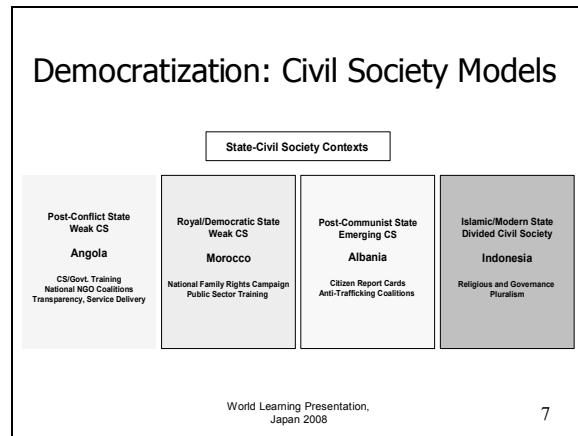 Democratization: Civil Society Models
State-Civil Society Contexts
Post-Conflict State
Weak CS
Angola
CS/Govt. Training
National NGO Coalitions
Transparency, Service Delivery
Royal/Democratic State
Weak CS
Morocco
National Family Rights Campaign
Public Sector Training
Post-Communist State
Emerging CS
Albania
Citizen Report Cards
Anti-Trafficking Coalitions
Islamic/Modern State
Divided Civil Society
Indonesia
Religious and Governance
Pluralism
World Learning Presentation,
Japan 2008
7